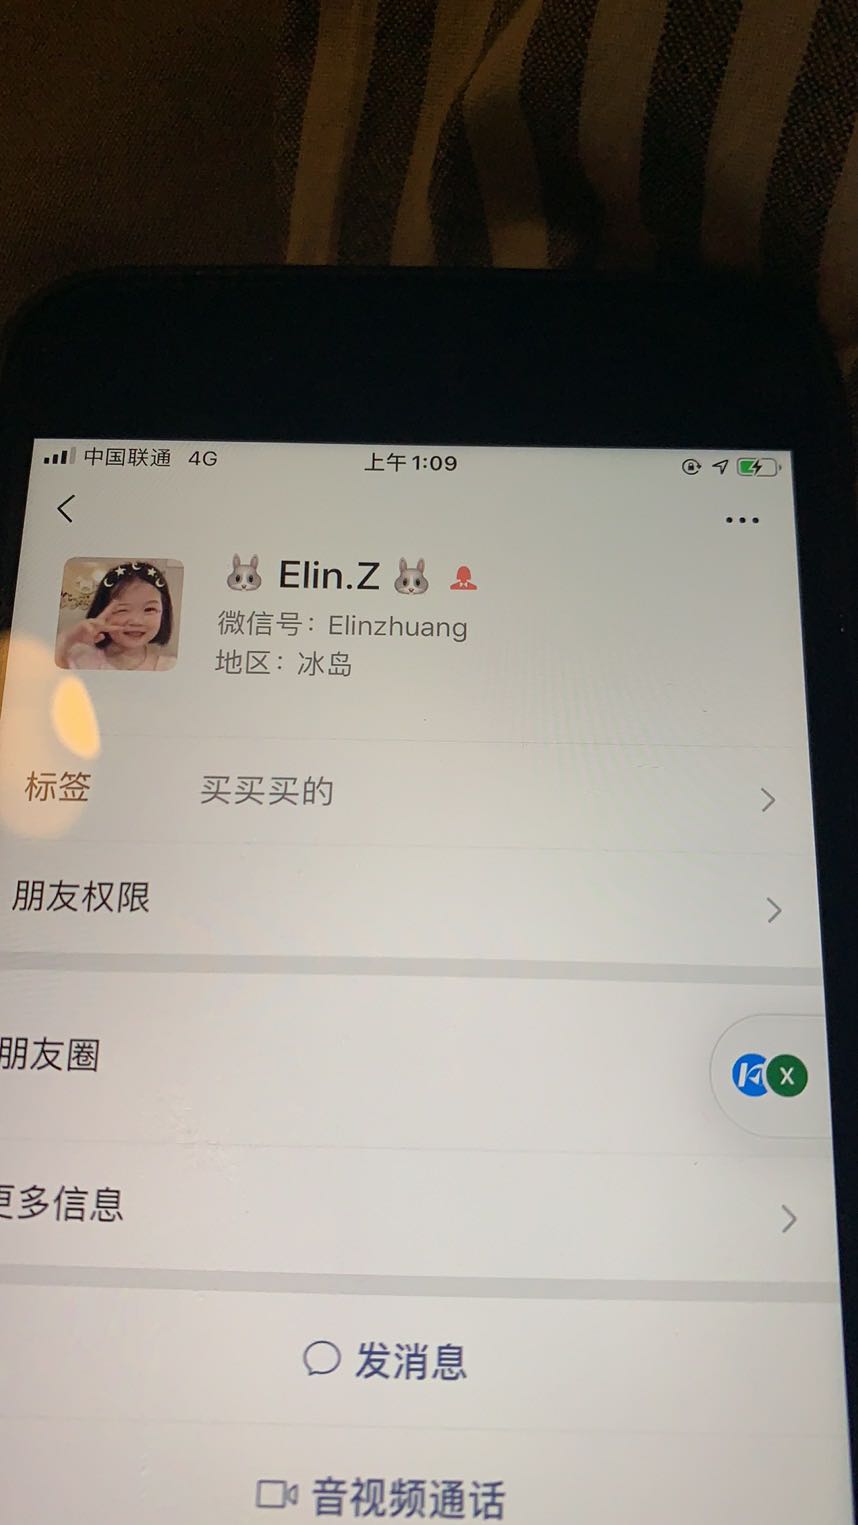 中国联通 4G 上午1:09
Elin.Z
微信号：Elinzhuang
地区：冰岛
标签 买买买的
朋友权限
朋友圈
更多信息
发消息
音视频通话